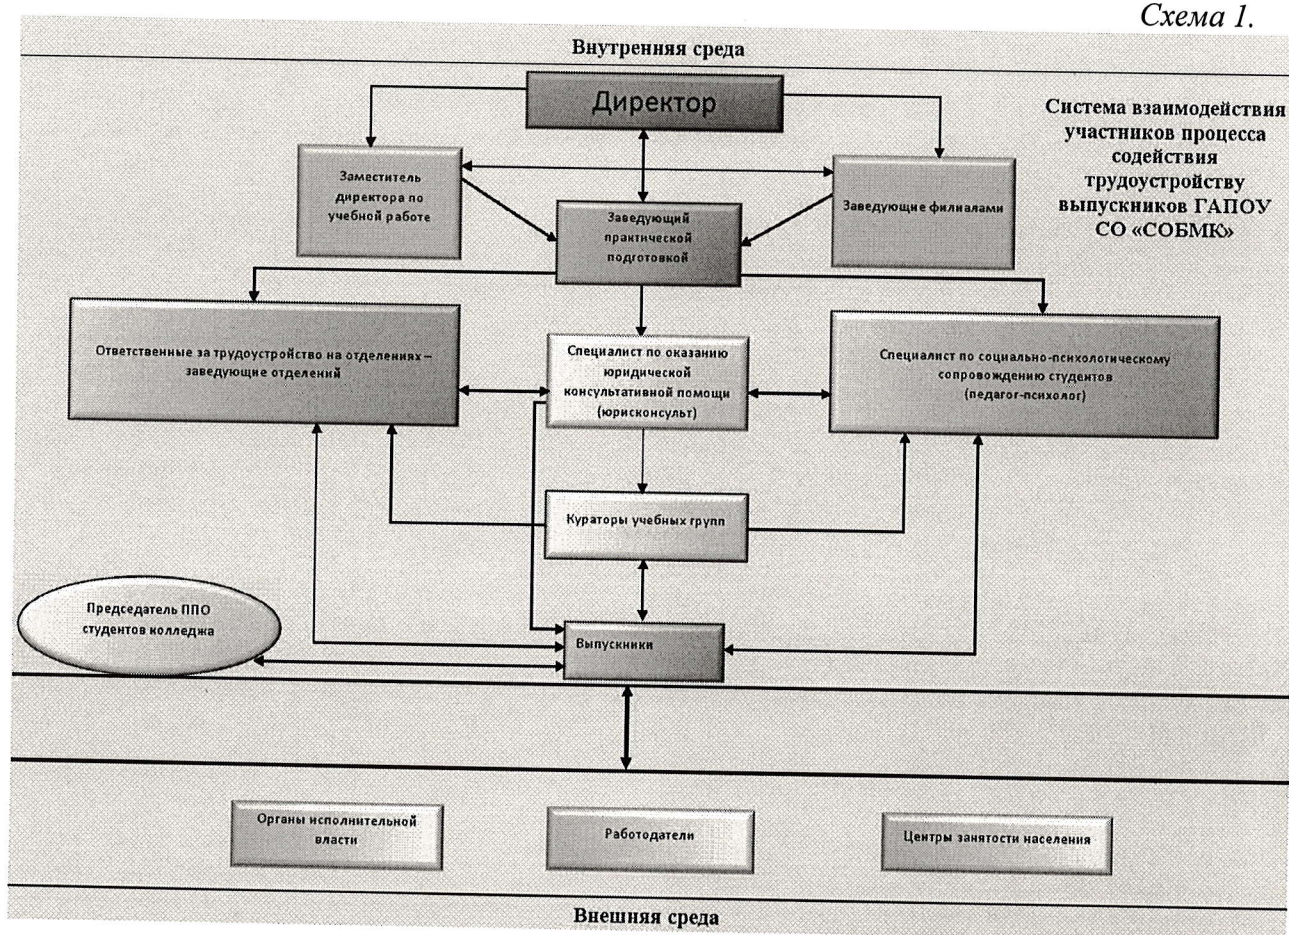 Схема 1.
Внутренняя среда
Директор
Система взаимодействия
участников процесса
содействия
трудоустройству
выпускников ГАПОУ
СО «СОБМК»
Заместитель
директора по
учебной работе
Заведующие филиалами
Заведующий
практической
подготовкой
Ответственные за трудоустройство на отделениях –
заведующие отделений
Специалист по оказанию
юридической
консультативной помощи
(юрисконсульт)
Специалист по социально-психологическому
сопровождению студентов
(педагог-психолог)
Кураторы учебных групп
Председатель ППО
студентов колледжа
Выпускники
Органы исполнительной
власти
Работодатели
Центры занятости населения
Внешняя среда